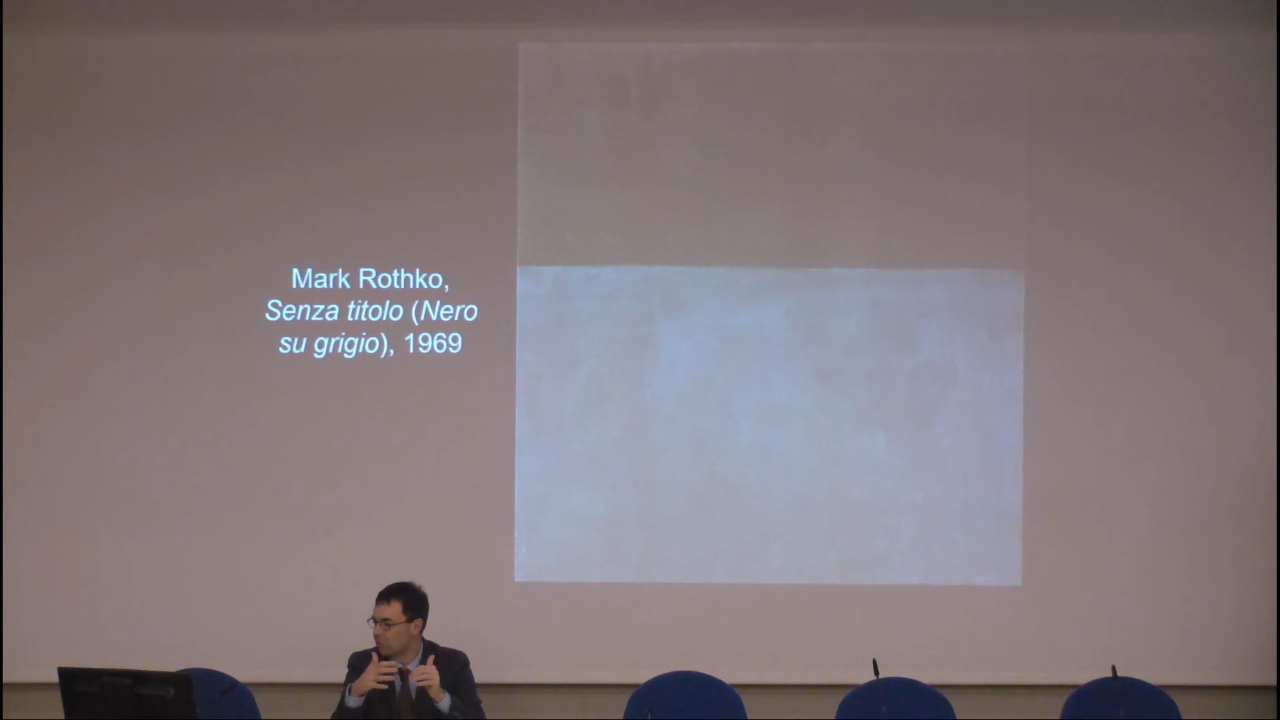 Mark Rothko,
Senza titolo (Nero
su grigio), 1969